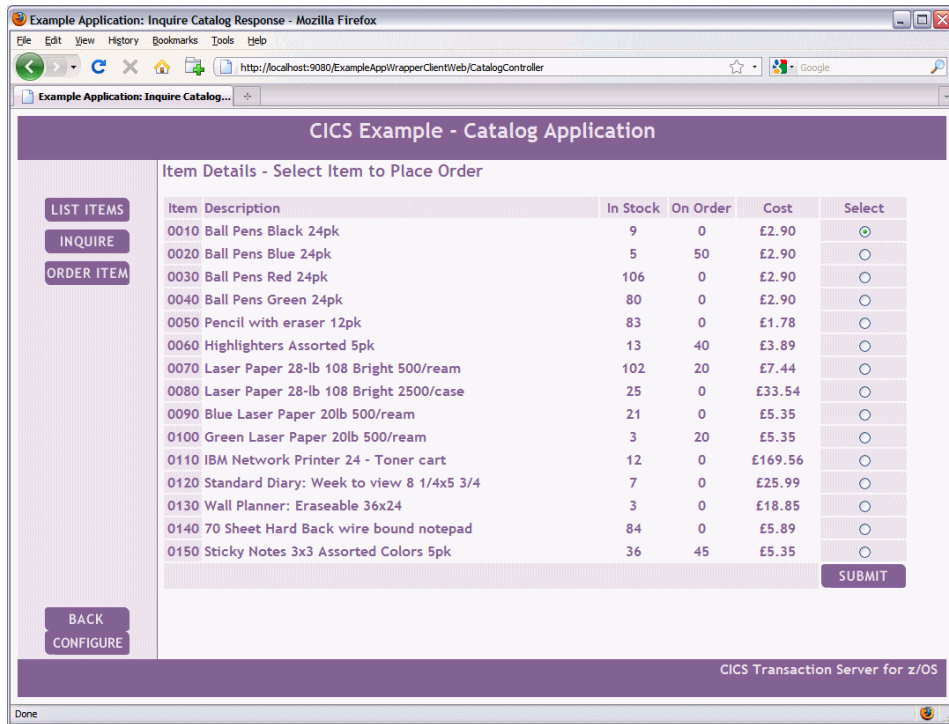 Example Application: Inquire Catalog Response - Mozilla Firefox
File Edit View History Bookmarks Tools Help
http://localhost:9080/ExampleAppWrapperClientWeb/CatalogController
Google
Example Application: Inquire Catalog...
CICS Example - Catalog Application
Item Details - Select Item to Place Order
LIST ITEMS
INQUIRE
ORDER ITEM
Item Description In Stock On Order Cost Select
0010 Ball Pens Black 24pk 9 0 £2.90
0020 Ball Pens Blue 24pk 5 50 £2.90
0030 Ball Pens Red 24pk 106 0 £2.90
0040 Ball Pens Green 24pk 80 0 £2.90
0050 Pencil with eraser 12pk 83 0 £1.78
0060 Highlighters Assorted 5pk 13 40 £3.89
0070 Laser Paper 28-lb 108 Bright 500/ream 102 20 £7.44
0080 Laser Paper 28-lb 108 Bright 2500/case 25 0 £33.54
0090 Blue Laser Paper 20lb 500/ream 21 0 £5.35
0100 Green Laser Paper 20lb 500/ream 3 20 £5.35
0110 IBM Network Printer 24 - Toner cart 12 0 £169.56
0120 Standard Diary: Week to view 8 1/4x5 3/4 7 0 £25.99
0130 Wall Planner: Eraseable 36x24 3 0 £18.85
0140 70 Sheet Hard Back wire bound notepad 84 0 £5.89
0150 Sticky Notes 3x3 Assorted Colors 5pk 36 45 £5.35
SUBMIT
BACK
CONFIGURE
CICS Transaction Server for z/OS
Done